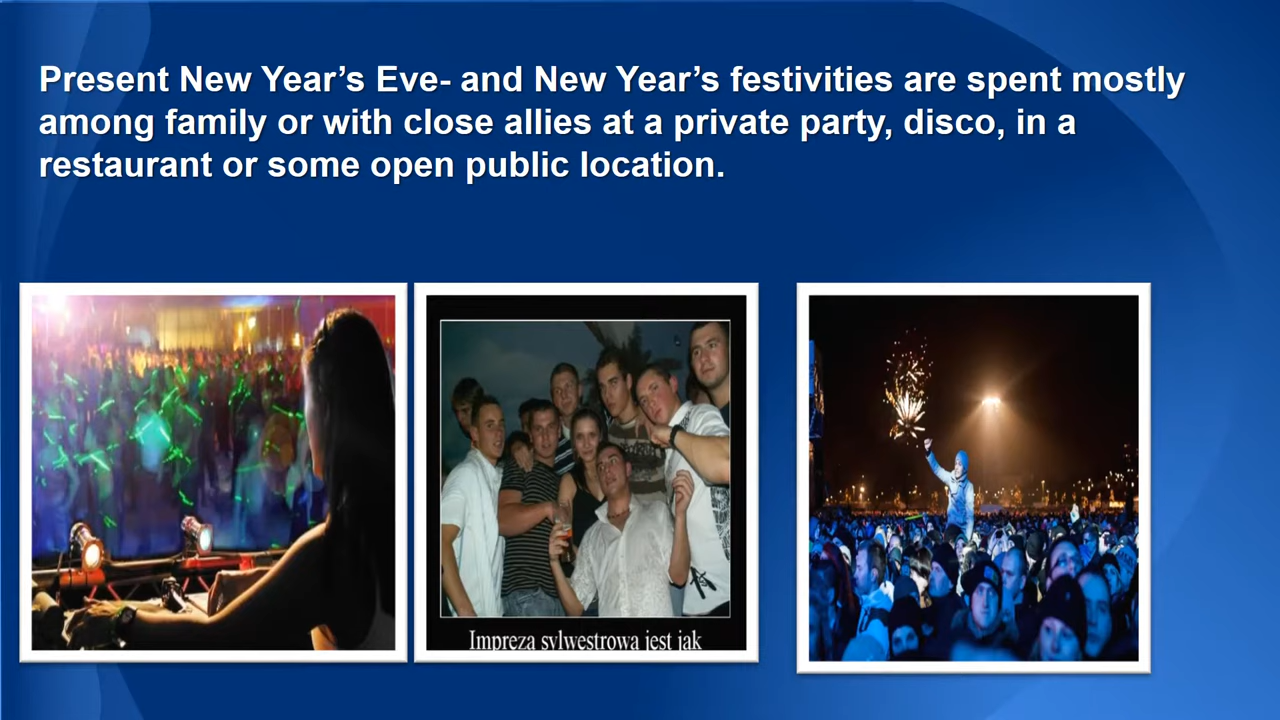 Present New Year’s Eve- and New Year’s festivities are spent mostly
among family or with close allies at a private party, disco, in a
restaurant or some open public location.
Impreza sylwestrowa jest jak